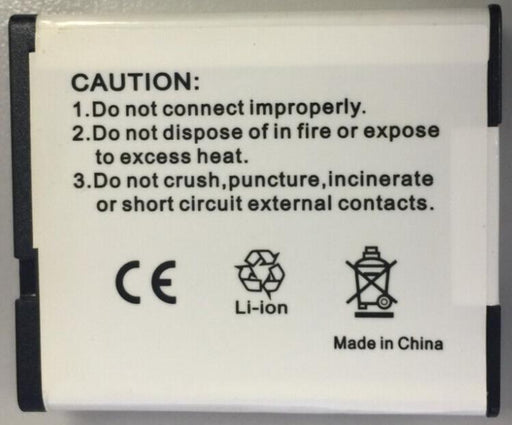 CAUTION:
1.Do not connect improperly.
2.Do not dispose of in fire or expose
to excess heat.
3.Do not crush,puncture,incinerate
or short circuit external contacts.
CE
Li-ion
Made in China